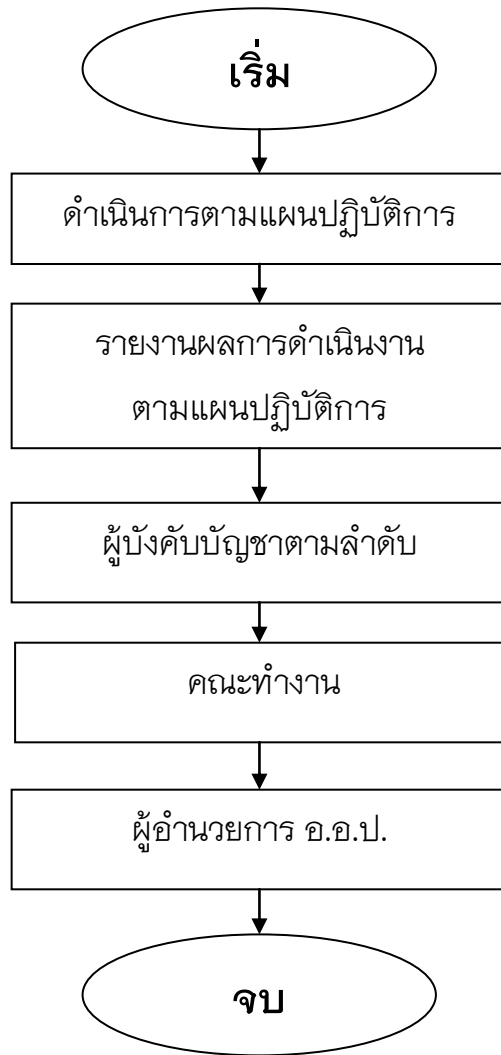 เริ่ม
ดำเนินการตามแผนปฏิบัติการ
รายงานผลการดำเนินงาน
ตามแผนปฏิบัติการ
ผู้บังคับบัญชาตามลำดับ
คณะทำงาน
ผู้อำนวยการ อ.อ.ป.
จบ